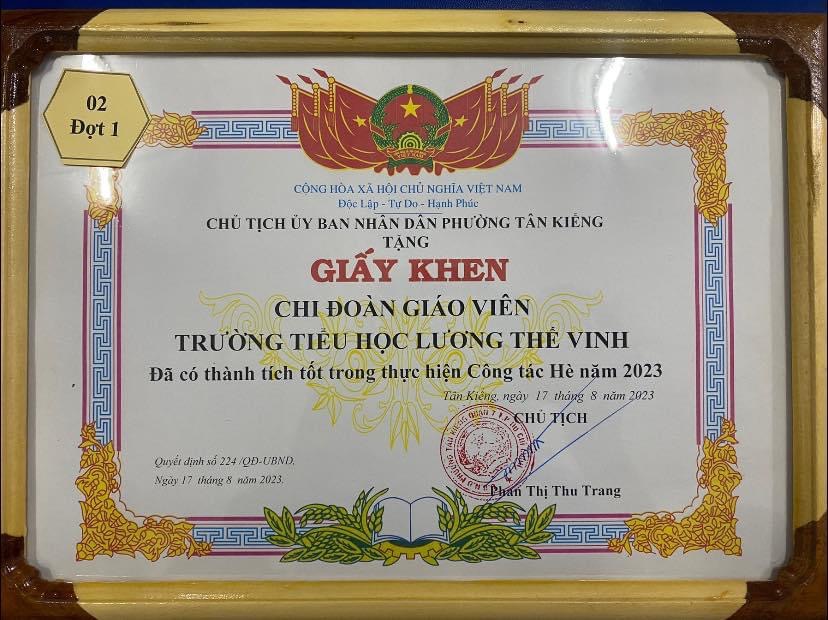 02
Đợt 1
VIỆT NAM
CỘNG HÒA XÃ HỘI CHỦ NGHĨA VIỆT NAM
Độc Lập - Tự Do - Hạnh Phúc
CHỦ TỊCH ỦY BAN NHÂN DÂN PHƯỜNG TÂN KIỂNG
TẶNG
GIẤY KHEN
CHI ĐOÀN GIÁO VIÊN
TRƯỜNG TIỂU HỌC LƯƠNG THẾ VINH
Đã có thành tích tốt trong thực hiện Công tác Hè năm 2023
Tân Kiểng, ngày 17 tháng 8 năm 2023
CHỦ TỊCH
Quyết định số 224 /QĐ-UBND.
Ngày 17 tháng 8 năm 2023.
Phan Thị Thu Trang